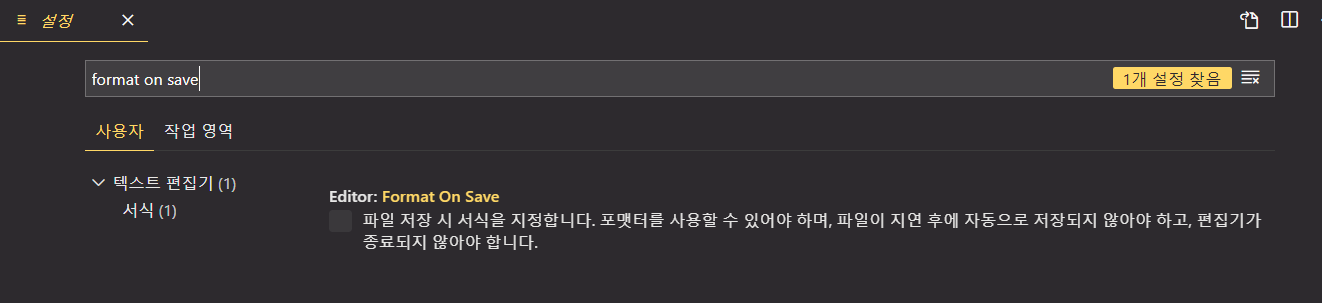 설정
format on save
1개 설정 찾음
사용자 작업 영역
텍스트 편집기 (1)
서식 (1)
Editor: Format On Save
파일 저장 시 서식을 지정합니다. 포맷터를 사용할 수 있어야 하며, 파일이 지연 후에 자동으로 저장되지 않아야 하고, 편집기가
종료되지 않아야 합니다.